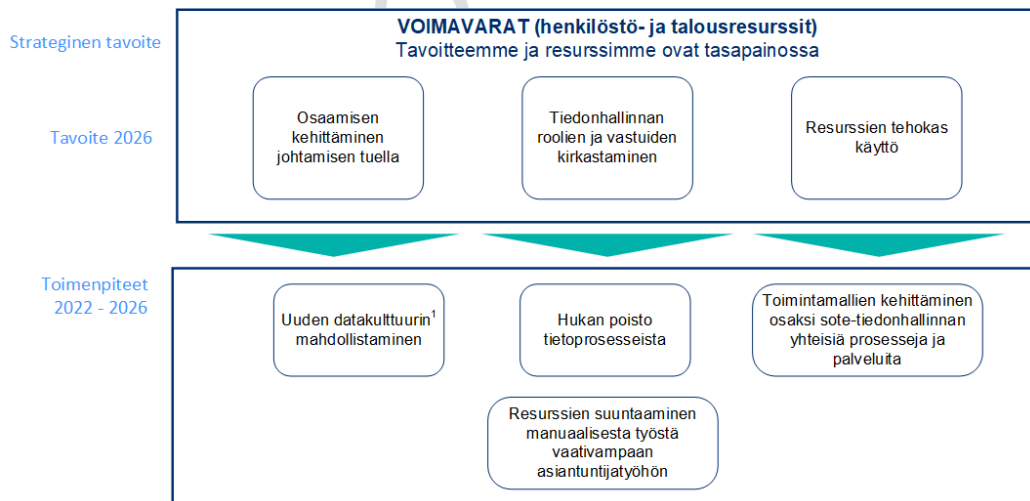 Strateginen tavoite
VOIMAVARAT (henkilöstö- ja talousresurssit)
Tavoitteemme ja resurssimme ovat tasapainossa
Tavoite 2026
Osaamisen
kehittäminen
johtamisen tuella
Tiedonhallinnan
roolien ja vastuiden
kirkastaminen
Resurssien tehokas
käyttö
Toimenpiteet
2022 - 2026
Uuden datakulttuurin¹
mahdollistaminen
Hukan poisto
tietoprosesseista
Toimintamallien kehittäminen
osaksi sote-tiedonhallinnan
yhteisiä prosesseja ja
palveluita
Resurssien suuntaaminen
manuaalisesta työstä
vaativampaan
asiantuntijatyöhön